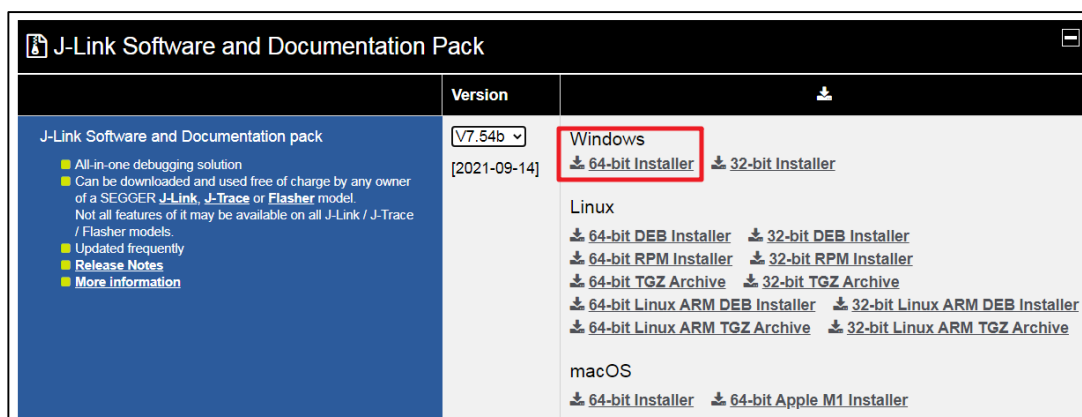 J-Link Software and Documentation Pack
Version
J-Link Software and Documentation pack
All-in-one debugging solution
Can be downloaded and used free of charge by any owner
of a SEGGER J-Link, J-Trace or Flasher model.
Not all features of it may be available on all J-Link / J-Trace
/ Flasher models.
Updated frequently
Release Notes
More information
V7.54b
[2021-09-14]
Windows
64-bit Installer 32-bit Installer
Linux
64-bit DEB Installer 32-bit DEB Installer
64-bit RPM Installer 32-bit RPM Installer
64-bit TGZ Archive 32-bit TGZ Archive
64-bit Linux ARM DEB Installer 32-bit Linux ARM DEB Installer
64-bit Linux ARM TGZ Archive 32-bit Linux ARM TGZ Archive
macOS
64-bit Installer 64-bit Apple M1 Installer